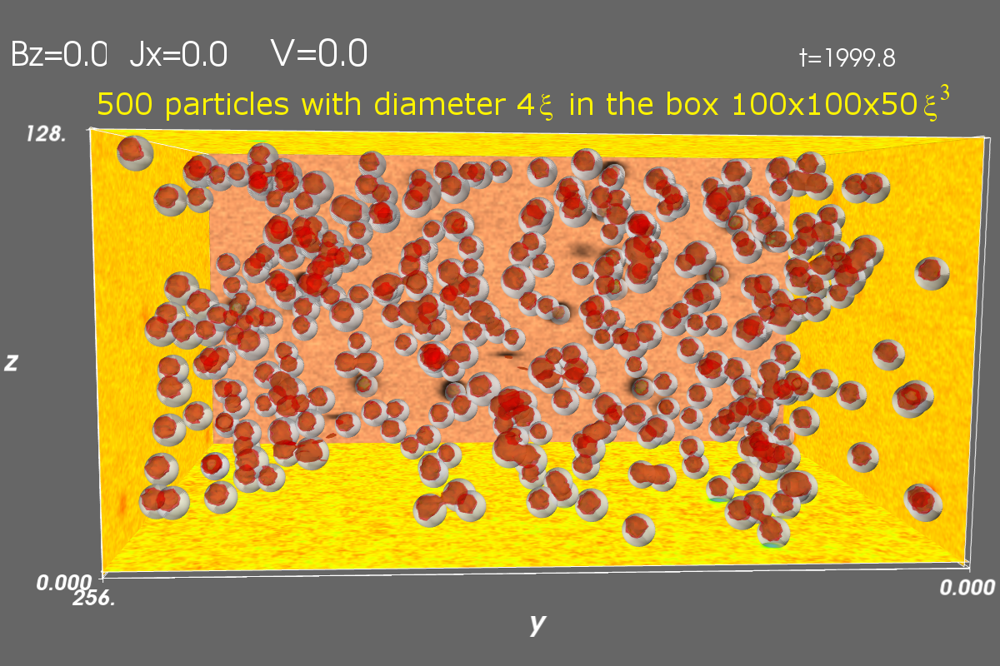 Bz=0.0 Jx=0.0 V=0.0 t=1999.8
500 particles with diameter 4ξ in the box 100x100x50ξ³
128.
z
0.000
256.
0.000
y